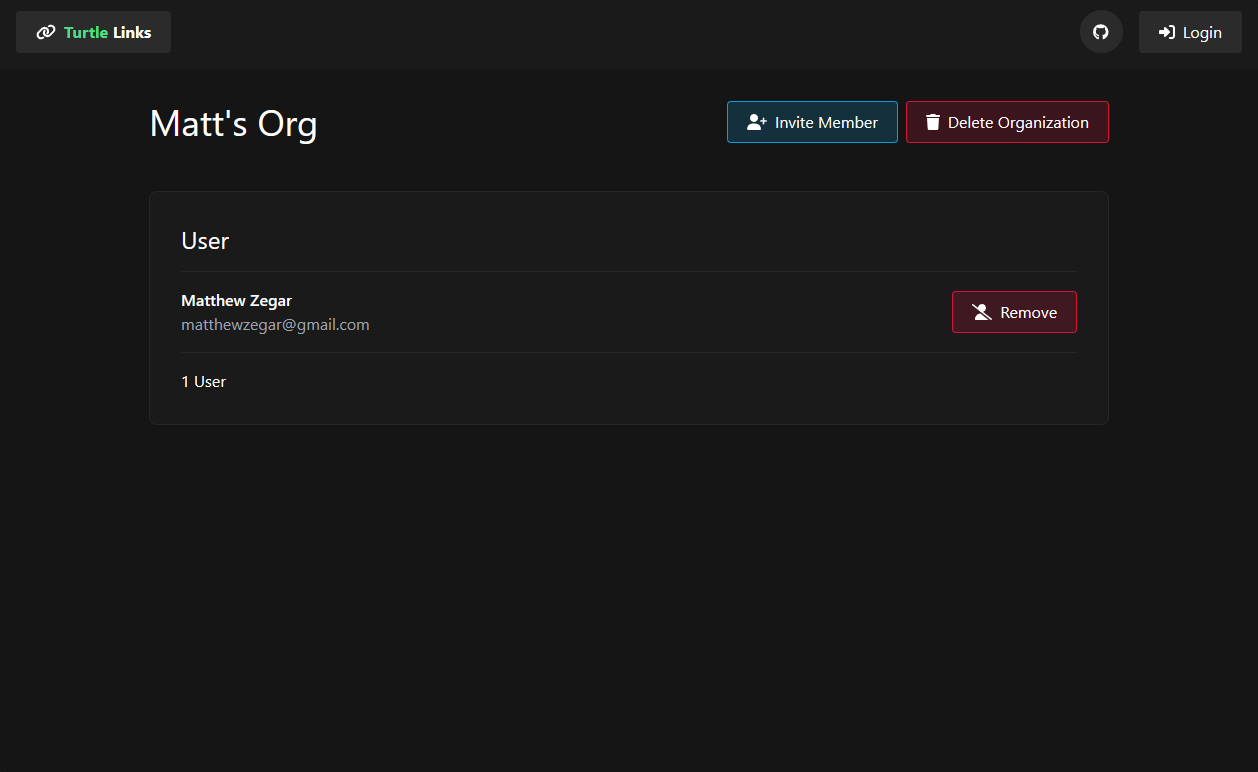 Turtle Links
Login
Matt's Org
Invite Member
Delete Organization
User
Matthew Zegar
matthewzegar@gmail.com
Remove
1 User